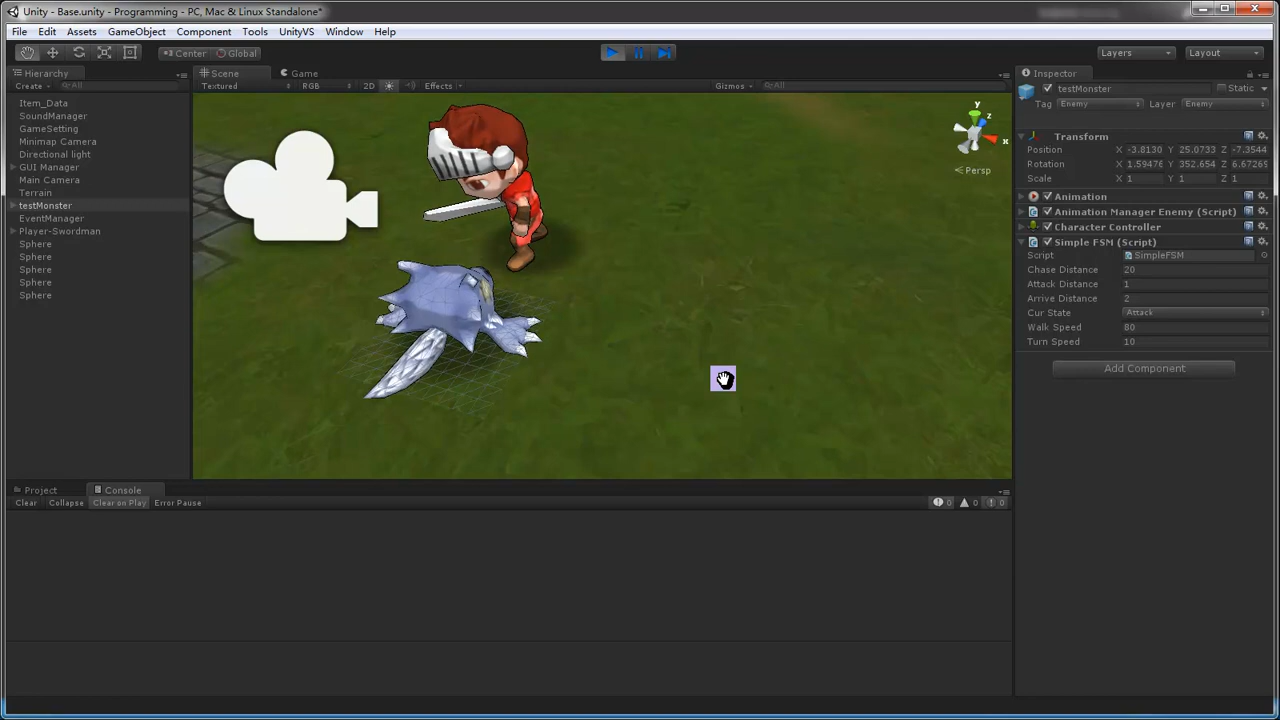 Unity - Base.unity - Programming - PC, Mac & Linux Standalone*
File Edit Assets GameObject Component Tools UnityVS Window Help
Center Global Layers Layout
Hierarchy Scene Game Inspector
Create All Textured RGB 2D Effects Gizmos All
testMonster Static
Tag Enemy Layer Enemy
Item_Data
SoundManager
GameSetting
Minimap Camera
Directional light
GUI Manager
Main Camera
Terrain
testMonster
EventManager
Player-Swordman
Sphere
Sphere
Sphere
Sphere
Sphere
y
z
x
Persp
Transform
Position X -3.8130 Y 25.0733 Z -7.3544
Rotation X 1.59476 Y 352.654 Z 6.67269
Scale X 1 Y 1 Z 1
Animation
Animation Manager Enemy (Script)
Character Controller
Simple FSM (Script)
Script SimpleFSM
Chase Distance 20
Attack Distance 1
Arrive Distance 2
Cur State Attack
Walk Speed 80
Turn Speed 10
Add Component
Project Console
Clear Collapse Clear on Play Error Pause 0 0 0